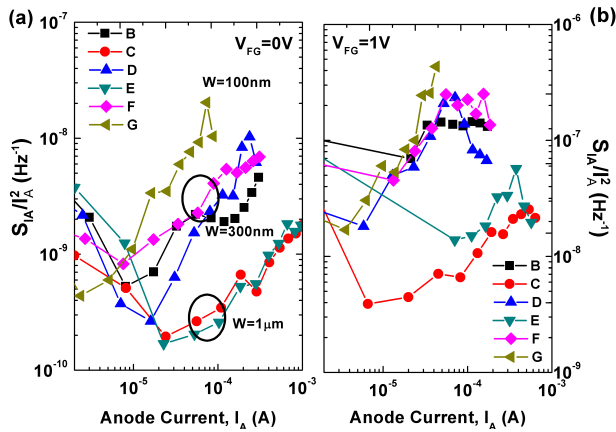 (a)
V_FG=0V
B
C
D
E
F
G
W=100nm
W=300nm
W=1μm
10^-7
10^-8
10^-9
10^-10
S_IA/I_A^2 (Hz^-1)
10^-5
10^-4
10^-3
Anode Current, I_A (A)
(b)
V_FG=1V
B
C
D
E
F
G
10^-6
10^-7
10^-8
10^-9
S_IA/I_A^2 (Hz^-1)
10^-5
10^-4
10^-3
Anode Current, I_A (A)